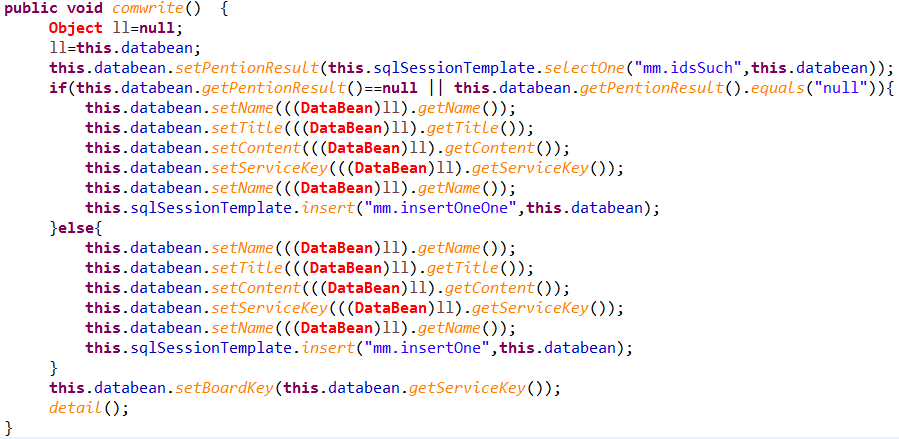 public void comwrite()  {
     Object ll=null;
     ll=this.databean;
     this.databean.setPentionResult(this.sqlSessionTemplate.selectOne("mm.idsSuch",this.databean));
     if(this.databean.getPentionResult()==null || this.databean.getPentionResult().equals("null")){
         this.databean.setName(((DataBean)ll).getName());
         this.databean.setTitle(((DataBean)ll).getTitle());
         this.databean.setContent(((DataBean)ll).getContent());
         this.databean.setServiceKey(((DataBean)ll).getServiceKey());
         this.databean.setName(((DataBean)ll).getName());
         this.sqlSessionTemplate.insert("mm.insertOneOne",this.databean);
     }else{
         this.databean.setName(((DataBean)ll).getName());
         this.databean.setTitle(((DataBean)ll).getTitle());
         this.databean.setContent(((DataBean)ll).getContent());
         this.databean.setServiceKey(((DataBean)ll).getServiceKey());
         this.databean.setName(((DataBean)ll).getName());
         this.sqlSessionTemplate.insert("mm.insertOne",this.databean);
     }
     this.databean.setBoardKey(this.databean.getServiceKey());
     detail();
}